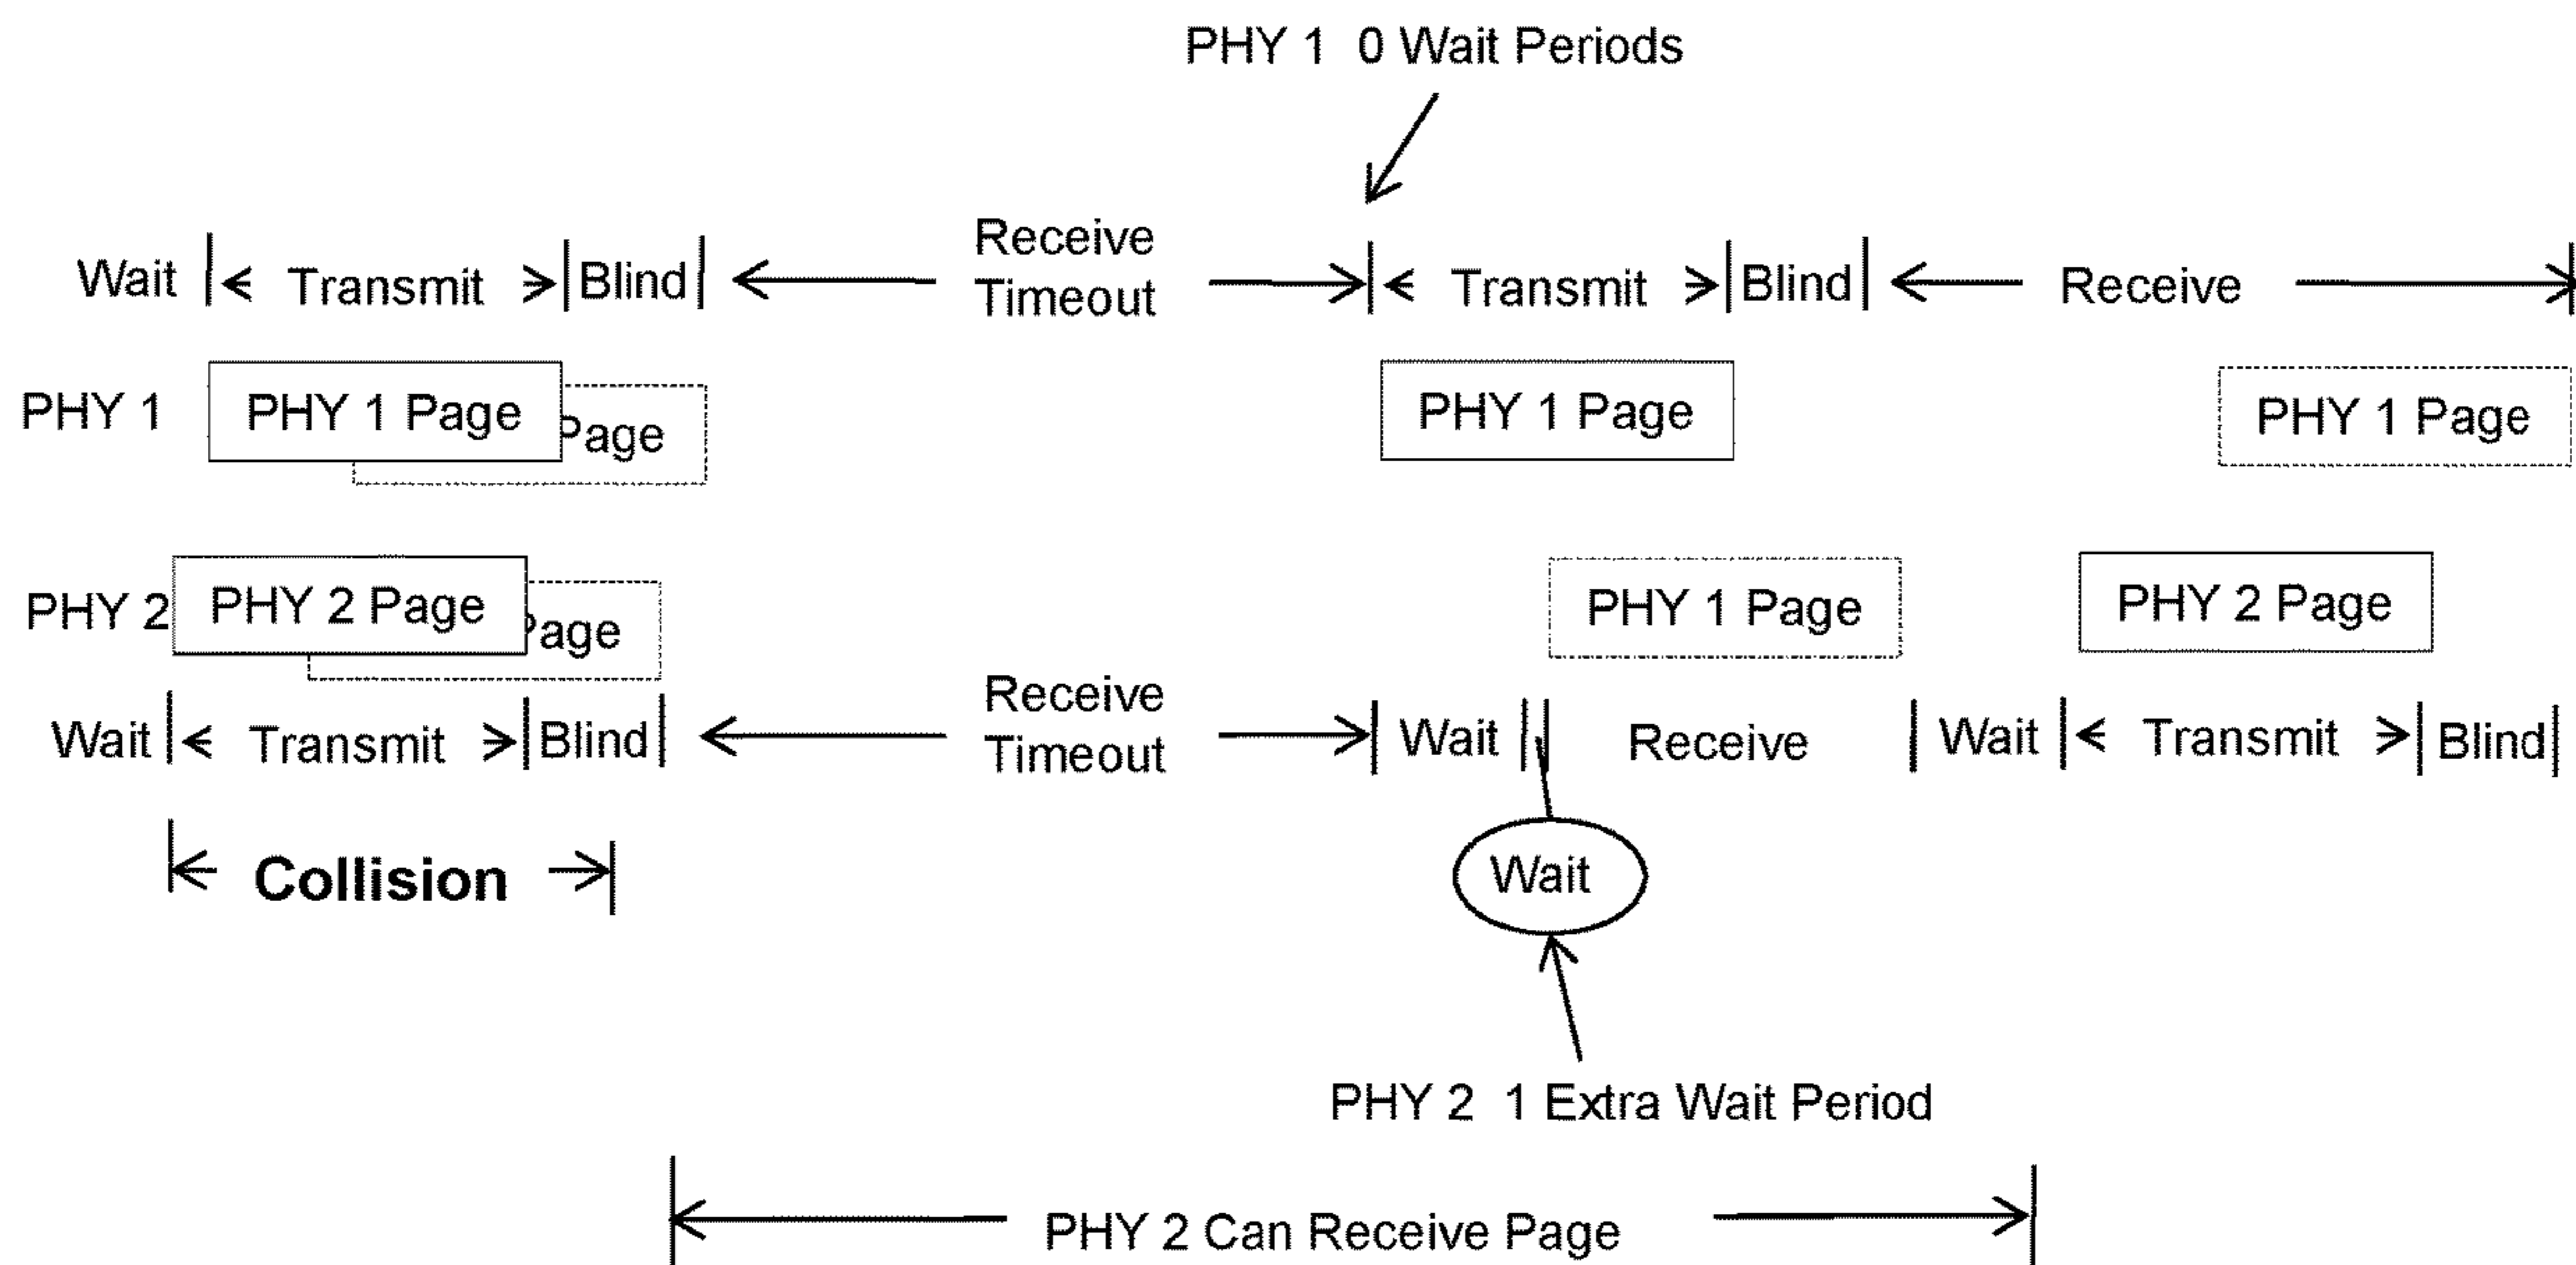 PHY 1 0 Wait Periods
Wait Transmit Blind Receive Timeout Transmit Blind Receive
PHY 1 PHY 1 Page Page PHY 1 Page PHY 1 Page
PHY 2 PHY 2 Page Page PHY 1 Page PHY 2 Page
Wait Transmit Blind Receive Timeout Wait Receive Wait Transmit Blind
Collision
Wait
PHY 2 1 Extra Wait Period
PHY 2 Can Receive Page